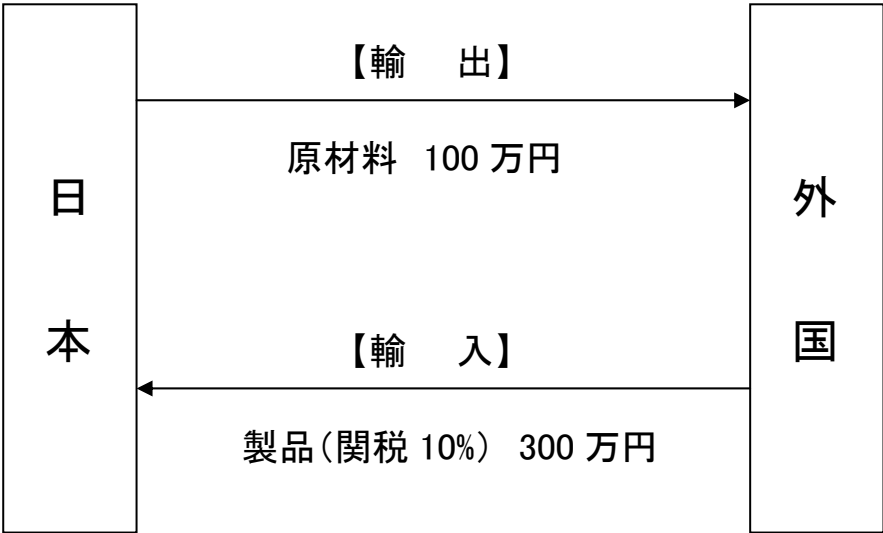 日本
【輸　出】
原材料　100 万円
外国
【輸　入】
製品（関税 10%）　300 万円